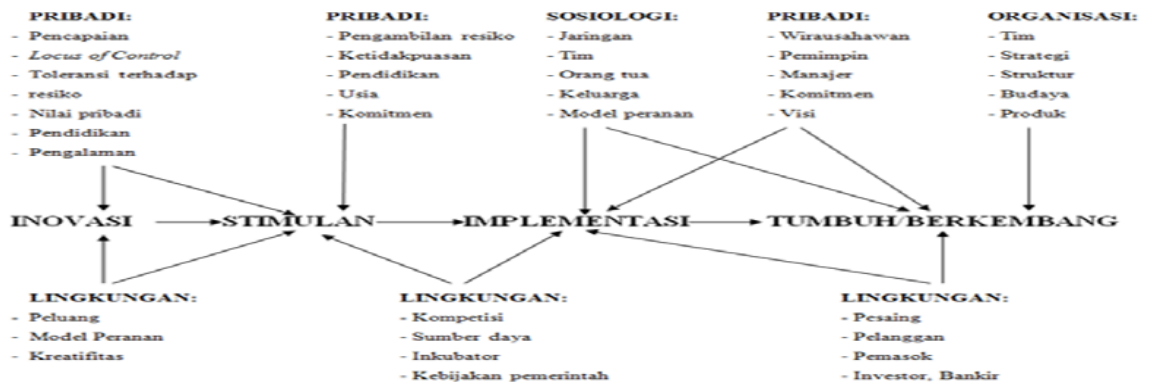 PRIBADI:
- Pencapaian
- Locus of Control
- Toleransi terhadap
- resiko
- Nilai pribadi
- Pendidikan
- Pengalaman
PRIBADI:
- Pengambilan resiko
- Ketidakpuasan
- Pendidikan
- Usia
- Komitmen
SOSIOLOGI:
- Jaringan
- Tim
- Orang tua
- Keluarga
- Model peranan
PRIBADI:
- Wirausahawan
- Pemimpin
- Manajer
- Komitmen
- Visi
ORGANISASI:
- Tim
- Strategi
- Struktur
- Budaya
- Produk
INOVASI
STIMULAN
IMPLEMENTASI
TUMBUH/BERKEMBANG
LINGKUNGAN:
- Peluang
- Model Peranan
- Kreatifitas
LINGKUNGAN:
- Kompetisi
- Sumber daya
- Inkubator
- Kebijakan pemerintah
LINGKUNGAN:
- Pesaing
- Pelanggan
- Pemasok
- Investor, Bankir